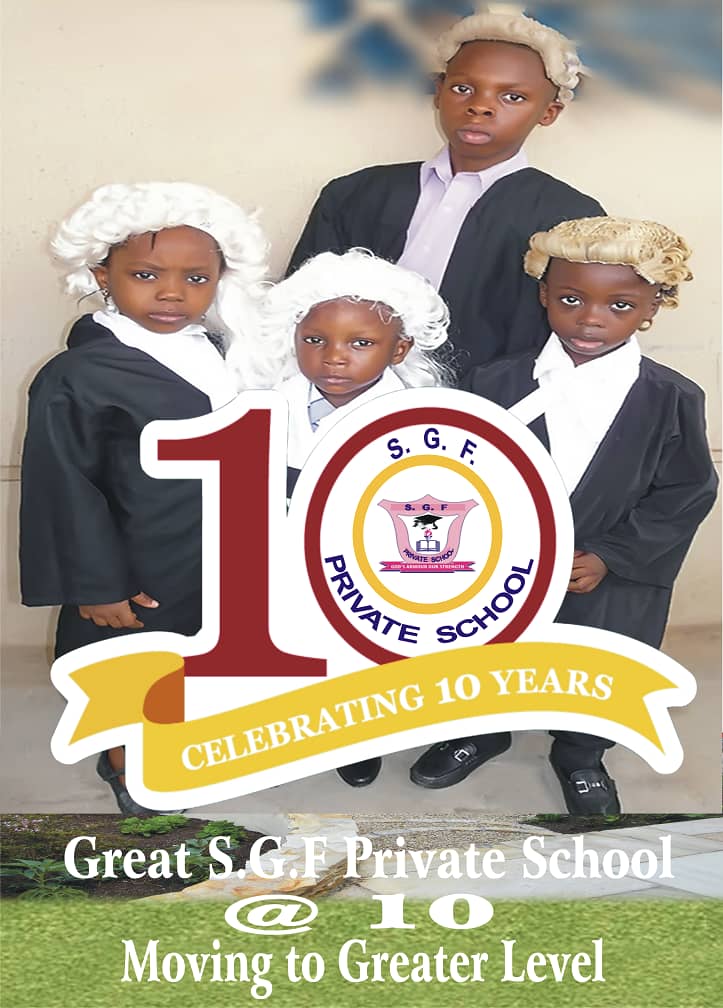 10
S. G. F.
S. G. F
PRIVATE SCHOOL
GOD'S ARMOUR OUR STRENGTH
PRIVATE SCHOOL
CELEBRATING 10 YEARS
Great S.G.F Private School
@ 10
Moving to Greater Level